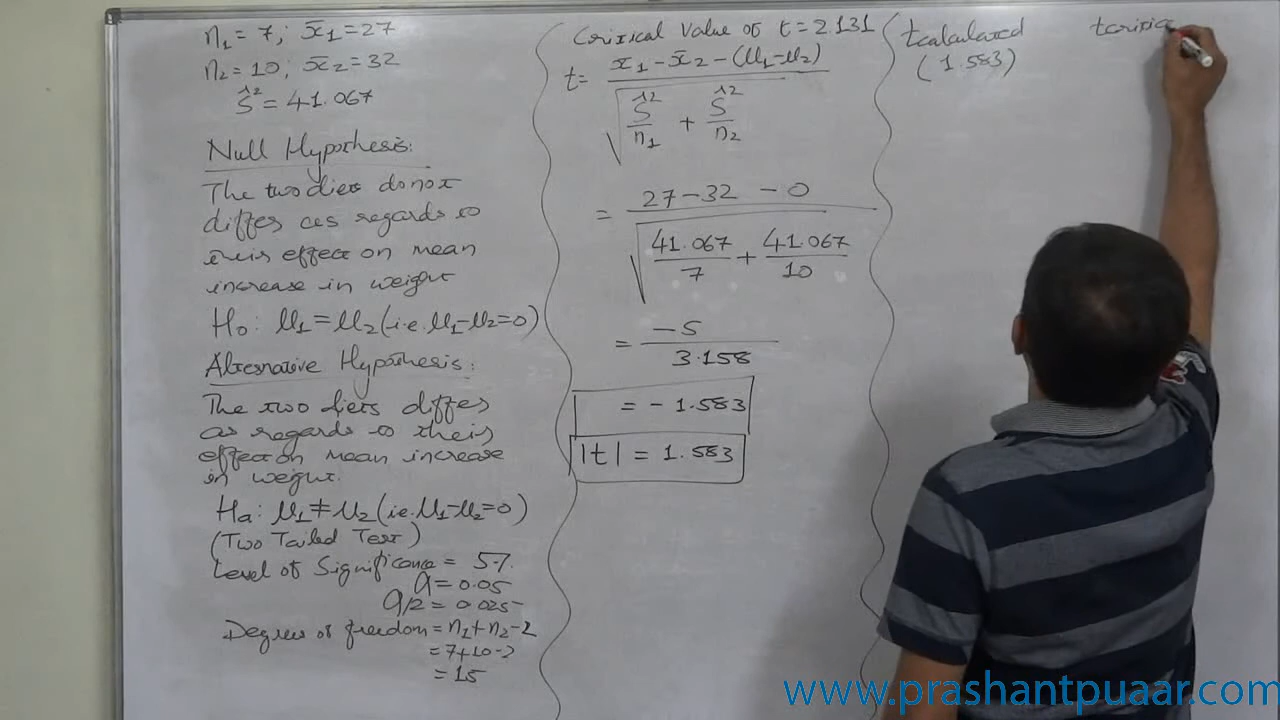 n₁ = 7; x̄₁ = 27
n₂ = 10; x̄₂ = 32
ŝ² = 41.067
Null Hypothesis:
The two diets do not
differ as regards to
their effect on mean
increase in weight
H₀: μ₁ = μ₂ (i.e. μ₁-μ₂=0)
Alternative Hypothesis:
The two diets differ
as regards to their
effect on mean increase
in weight.
Ha: μ₁ ≠ μ₂ (i.e. μ₁-μ₂=0)
(Two Tailed Test)
Level of Significance = 5%
α = 0.05
α/2 = 0.025
Degree of freedom = n₁+n₂-2
= 7+10-2
= 15
Critical Value of t = 2.131
t = x̄₁ - x̄₂ - (μ₁-μ₂) / √(ŝ²/n₁ + ŝ²/n₂)
= 27-32 - 0 / √(41.067/7 + 41.067/10)
= -5 / 3.158
= - 1.583
|t| = 1.583
tcalculated tcritica
(1.583)
www.prashantpuaar.com